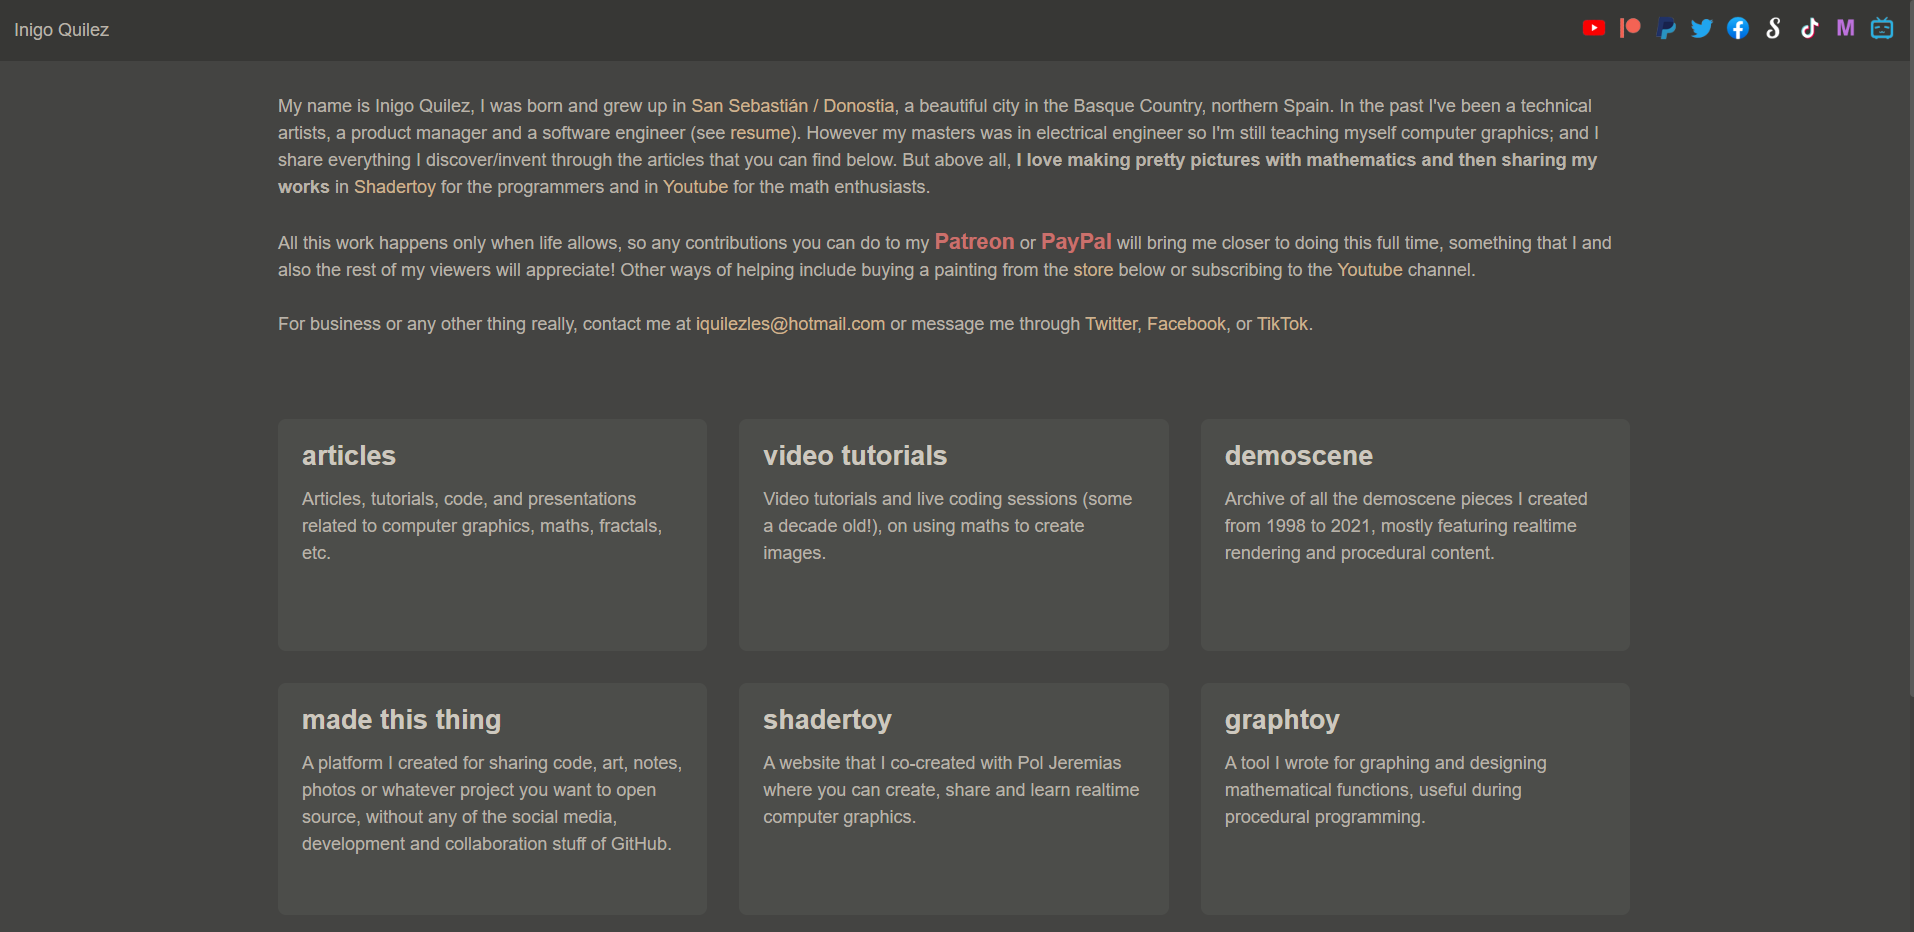 Inigo Quilez
My name is Inigo Quilez, I was born and grew up in San Sebastián / Donostia, a beautiful city in the Basque Country, northern Spain. In the past I've been a technical
artists, a product manager and a software engineer (see resume). However my masters was in electrical engineer so I'm still teaching myself computer graphics; and I
share everything I discover/invent through the articles that you can find below. But above all, I love making pretty pictures with mathematics and then sharing my
works in Shadertoy for the programmers and in Youtube for the math enthusiasts.
All this work happens only when life allows, so any contributions you can do to my Patreon or PayPal will bring me closer to doing this full time, something that I and
also the rest of my viewers will appreciate! Other ways of helping include buying a painting from the store below or subscribing to the Youtube channel.
For business or any other thing really, contact me at iquilezles@hotmail.com or message me through Twitter, Facebook, or TikTok.
articles
Articles, tutorials, code, and presentations
related to computer graphics, maths, fractals,
etc.
video tutorials
Video tutorials and live coding sessions (some
a decade old!), on using maths to create
images.
demoscene
Archive of all the demoscene pieces I created
from 1998 to 2021, mostly featuring realtime
rendering and procedural content.
made this thing
A platform I created for sharing code, art, notes,
photos or whatever project you want to open
source, without any of the social media,
development and collaboration stuff of GitHub.
shadertoy
A website that I co-created with Pol Jeremias
where you can create, share and learn realtime
computer graphics.
graphtoy
A tool I wrote for graphing and designing
mathematical functions, useful during
procedural programming.